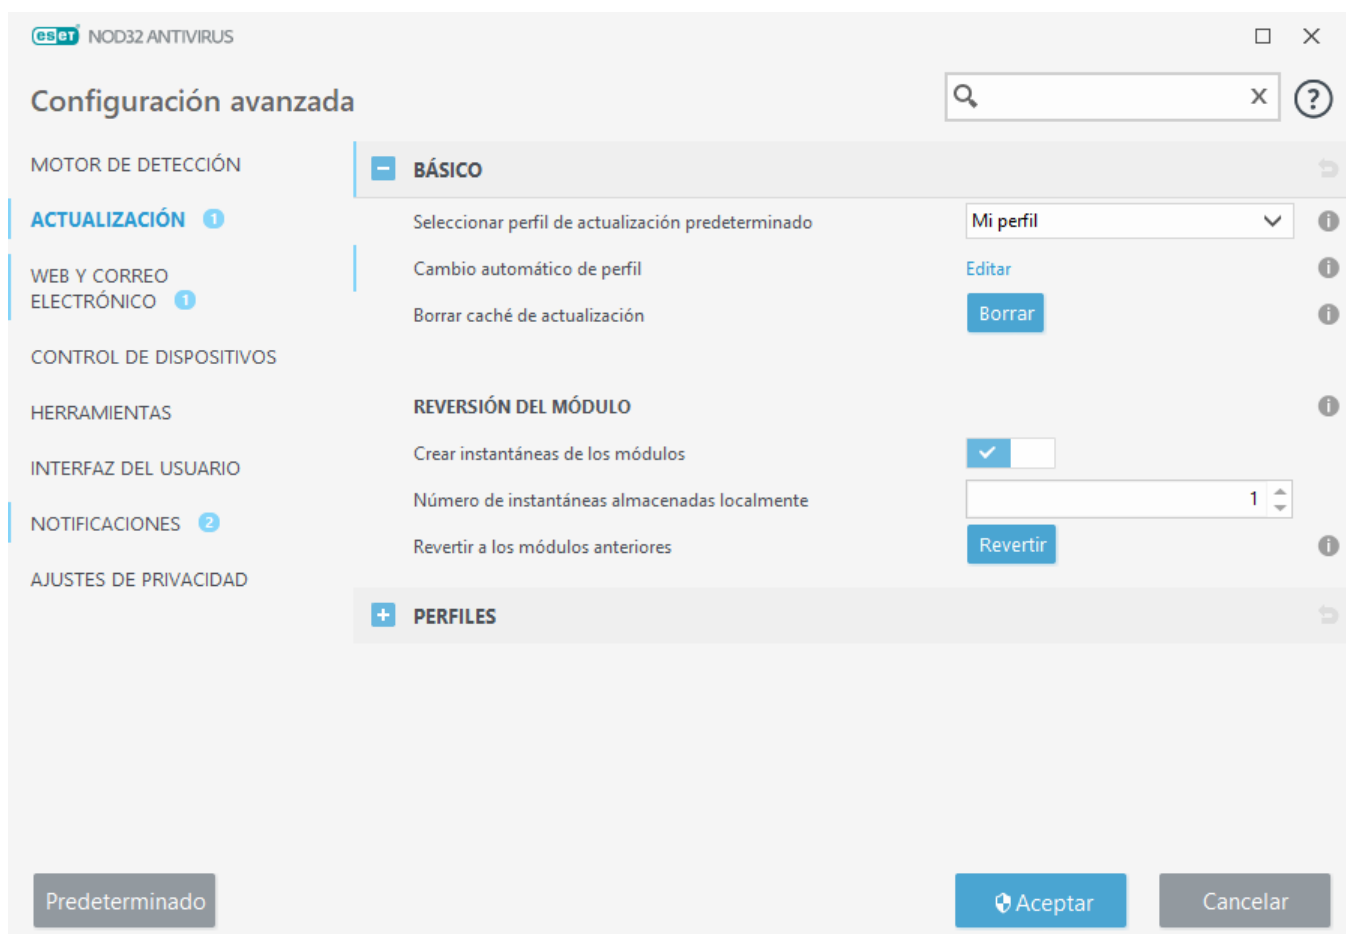 eset NOD32 ANTIVIRUS
Configuración avanzada
x ?
MOTOR DE DETECCIÓN
ACTUALIZACIÓN 1
WEB Y CORREO
ELECTRÓNICO 1
CONTROL DE DISPOSITIVOS
HERRAMIENTAS
INTERFAZ DEL USUARIO
NOTIFICACIONES 2
AJUSTES DE PRIVACIDAD
BÁSICO
Seleccionar perfil de actualización predeterminado Mi perfil
Cambio automático de perfil Editar
Borrar caché de actualización Borrar
REVERSIÓN DEL MÓDULO
Crear instantáneas de los módulos
Número de instantáneas almacenadas localmente 1
Revertir a los módulos anteriores Revertir
PERFILES
Predeterminado Aceptar Cancelar